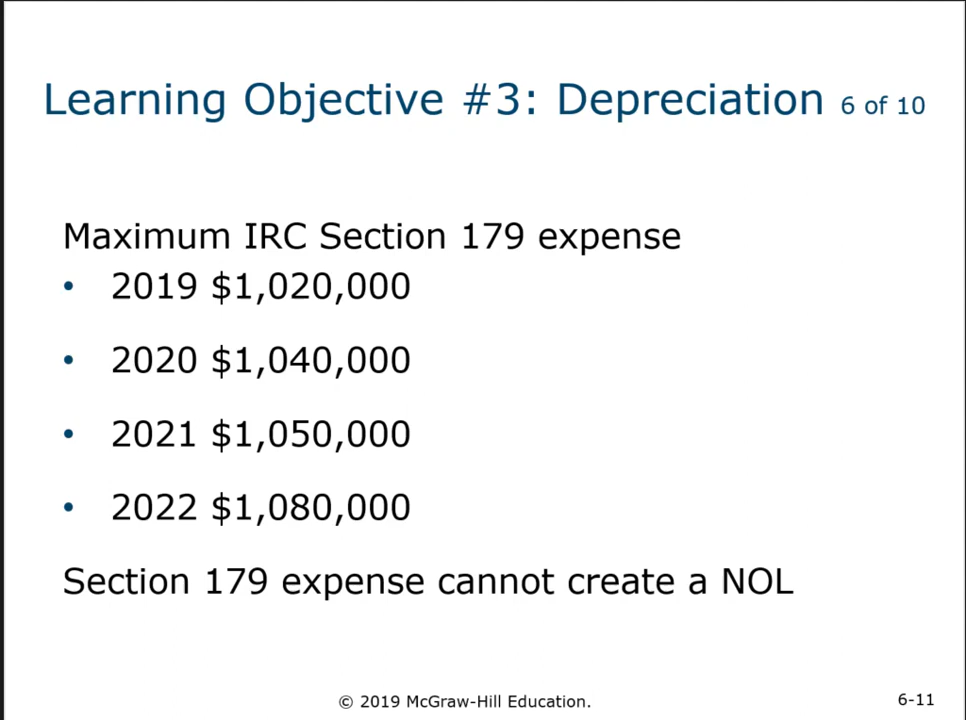 Learning Objective #3: Depreciation 6 of 10
Maximum IRC Section 179 expense
• 2019 $1,020,000
• 2020 $1,040,000
• 2021 $1,050,000
• 2022 $1,080,000
Section 179 expense cannot create a NOL
© 2019 McGraw-Hill Education.
6-11